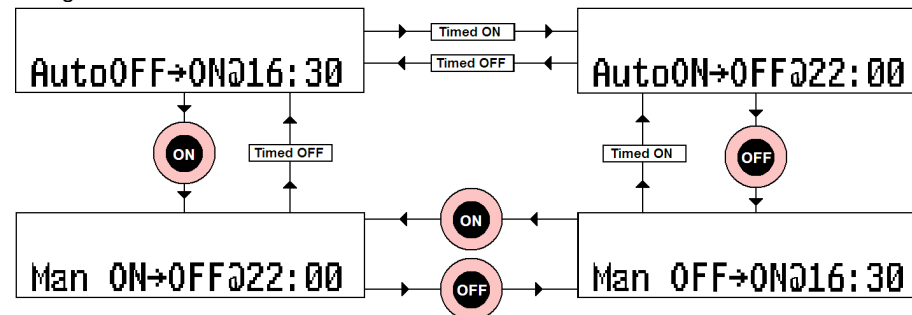 Timed ON
AutoOFF→ON@16:30
Timed OFF
AutoON→OFF@22:00
ON
Timed OFF
Timed ON
OFF
ON
Man ON→OFF@22:00
Man OFF→ON@16:30
OFF